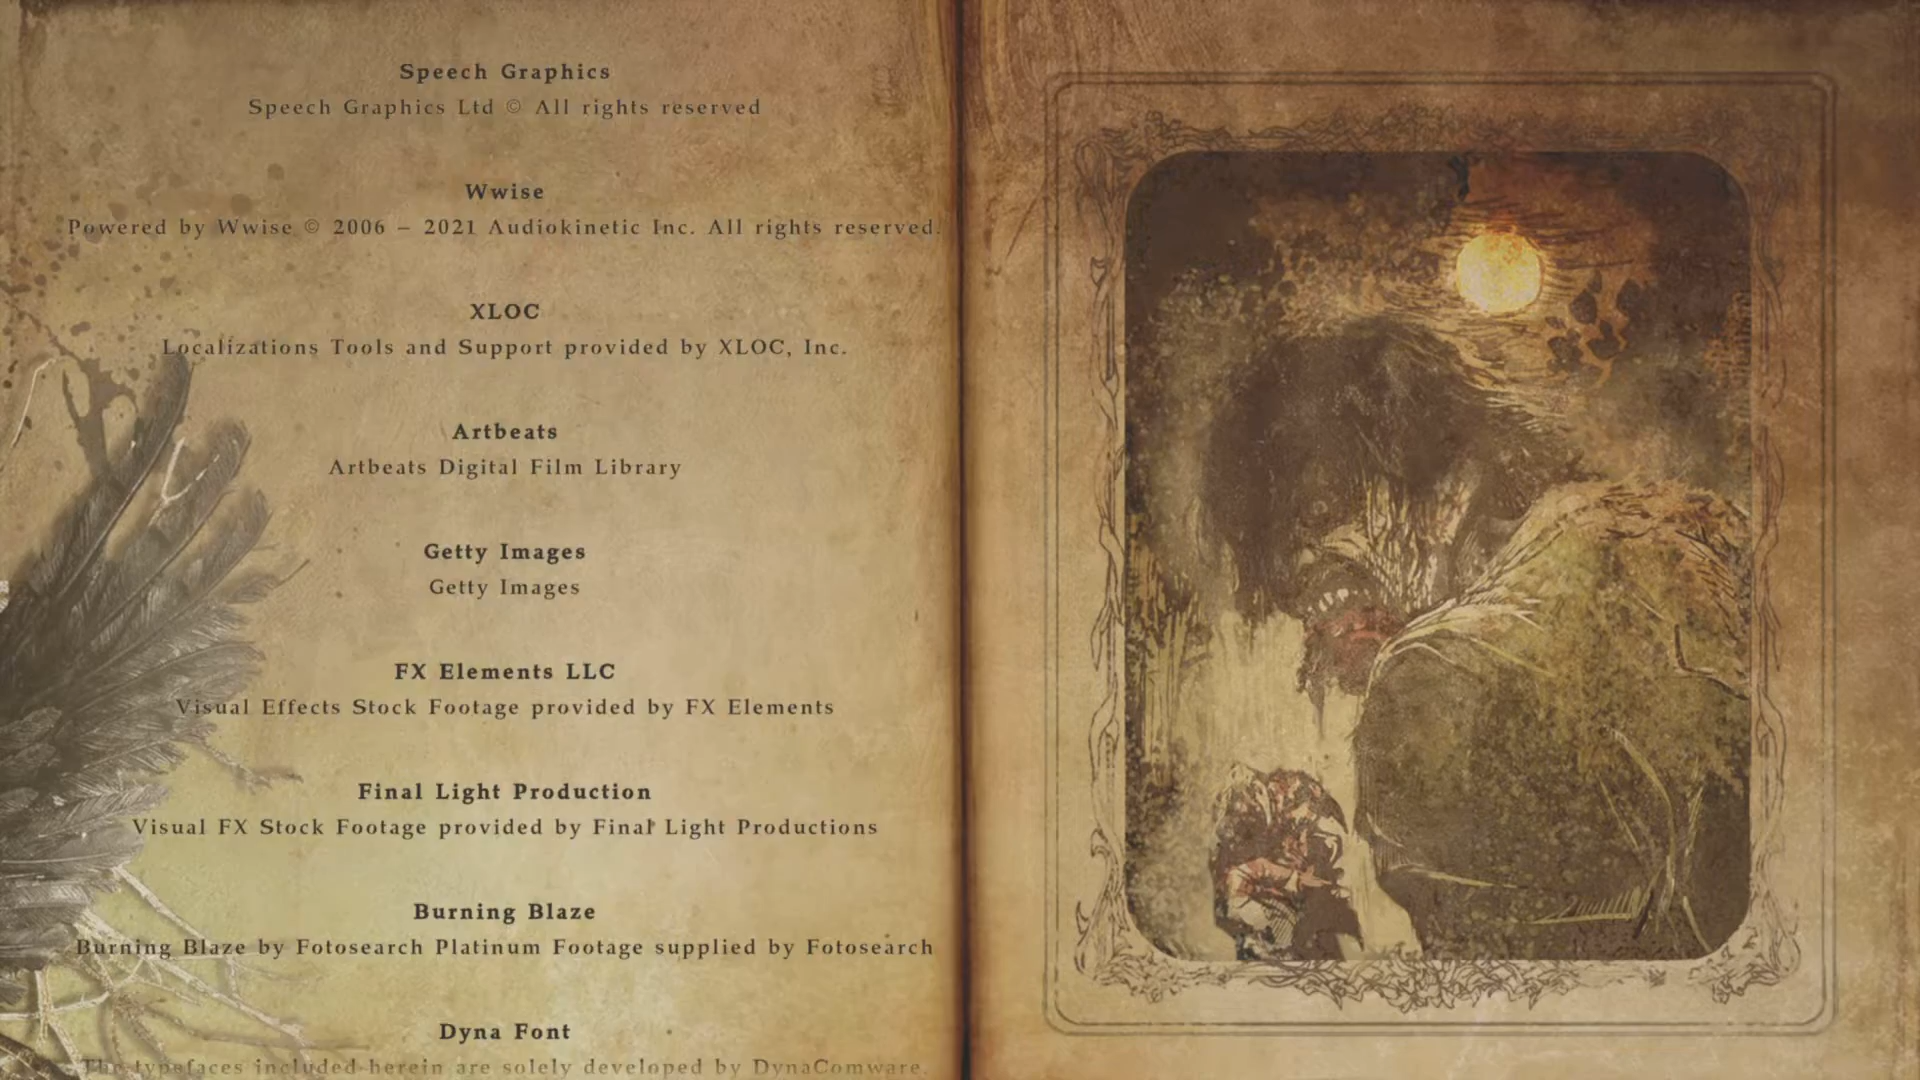 Speech Graphics
Speech Graphics Ltd © All rights reserved
Wwise
Powered by Wwise © 2006 – 2021 Audiokinetic Inc. All rights reserved.
XLOC
Localizations Tools and Support provided by XLOC, Inc.
Artbeats
Artbeats Digital Film Library
Getty Images
Getty Images
FX Elements LLC
Visual Effects Stock Footage provided by FX Elements
Final Light Production
Visual FX Stock Footage provided by Final Light Productions
Burning Blaze
Burning Blaze by Fotosearch Platinum Footage supplied by Fotosearch
Dyna Font
The typefaces included herein are solely developed by DynaComware.